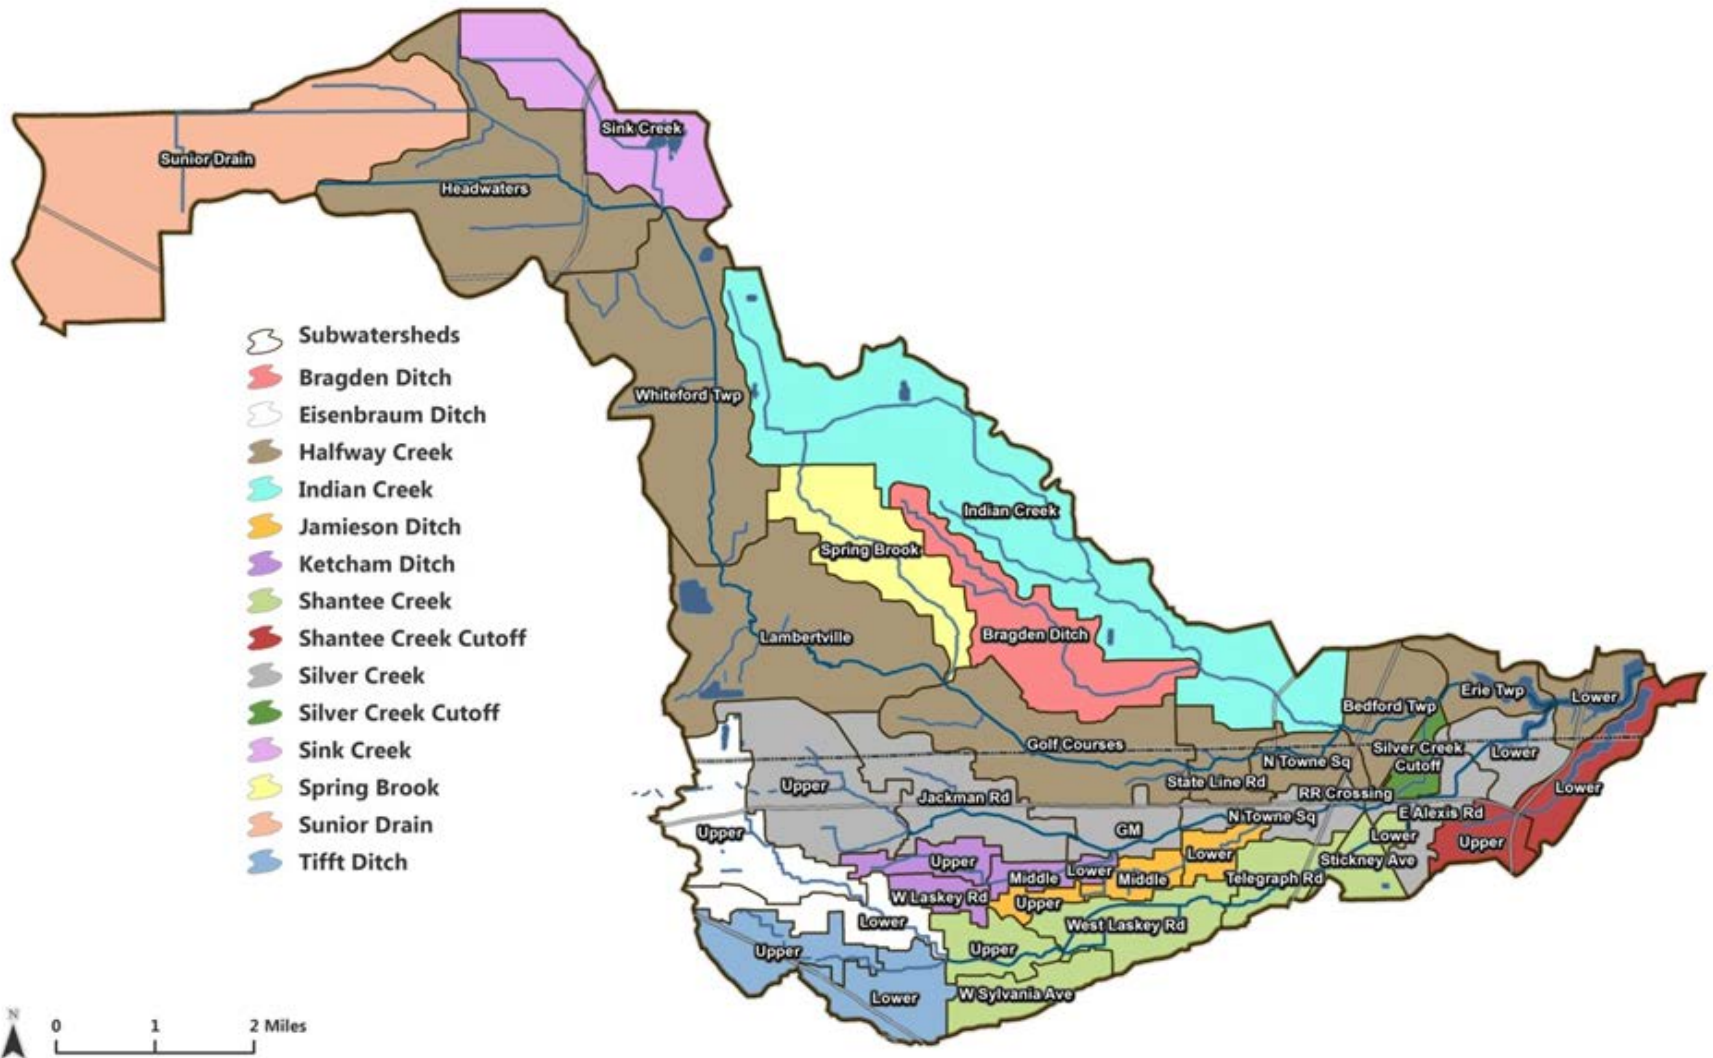 Sink Creek
Sunior Drain
Headwaters
Subwatersheds
Bragden Ditch
Eisenbraum Ditch
Halfway Creek
Indian Creek
Jamieson Ditch
Ketcham Ditch
Shantee Creek
Shantee Creek Cutoff
Silver Creek
Silver Creek Cutoff
Sink Creek
Spring Brook
Sunior Drain
Tifft Ditch
Whiteford Twp
Indian Creek
Spring Brook
Lambertville
Bragden Ditch
Erie Twp
Lower
Bedford Twp
Golf Courses
Silver Creek
Cutoff
Lower
N Towne Sq
State Line Rd
Upper
Jackman Rd
RR Crossing
Lower
N Towne Sq
E Alexis Rd
Upper
GM
Lower
Upper
Upper
Lower
Stickney Ave
Middle
Lower
Middle
Telegraph Rd
W Laskey Rd
Upper
Lower
West Laskey Rd
Upper
Upper
Lower
W Sylvania Ave
N
0 1 2 Miles